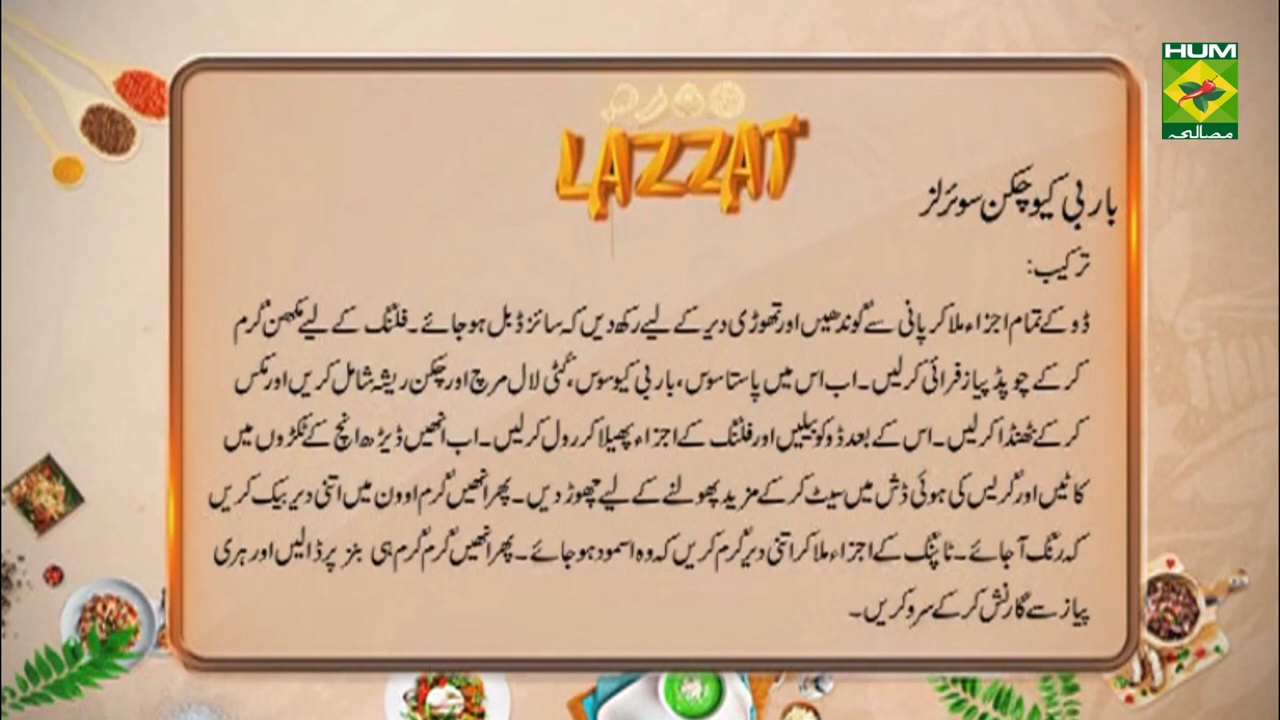 HUM
مصالحہ
LAZZAT
بار بی کیو چکن سوئرلز
ترکیب:
ڈو کے تمام اجزاء ملا کر پانی سے گوندھیں اور تھوڑی دیر کے لیے رکھ دیں کہ سائز ڈبل ہو جائے۔ فلنگ کے لیے مکھن گرم
کر کے چوپڈ پیاز فرائی کر لیں۔ اب اس میں پاستا سوس، بار بی کیو سوس، کٹی لال مرچ اور چکن ریشہ شامل کریں اور مکس
کر کے ٹھنڈا کر لیں۔ اس کے بعد ڈو کو بیلیں اور فلنگ کے اجزاء پھیلا کر رول کر لیں۔ اب انھیں ڈیڑھ انچ کے ٹکڑوں میں
کاٹیں اور گریس کی ہوئی ڈش میں سیٹ کر کے مزید پھولنے کے لیے چھوڑ دیں۔ پھر انھیں گرم اوون میں اتنی دیر بیک کریں
کہ رنگ آ جائے۔ ٹاپنگ کے اجزاء ملا کر اتنی دیر گرم کریں کہ وہ اسمود ہو جائے۔ پھر انھیں گرم گرم ہی بنز پر ڈالیں اور ہری
پیاز سے گارنش کر کے سرو کریں۔